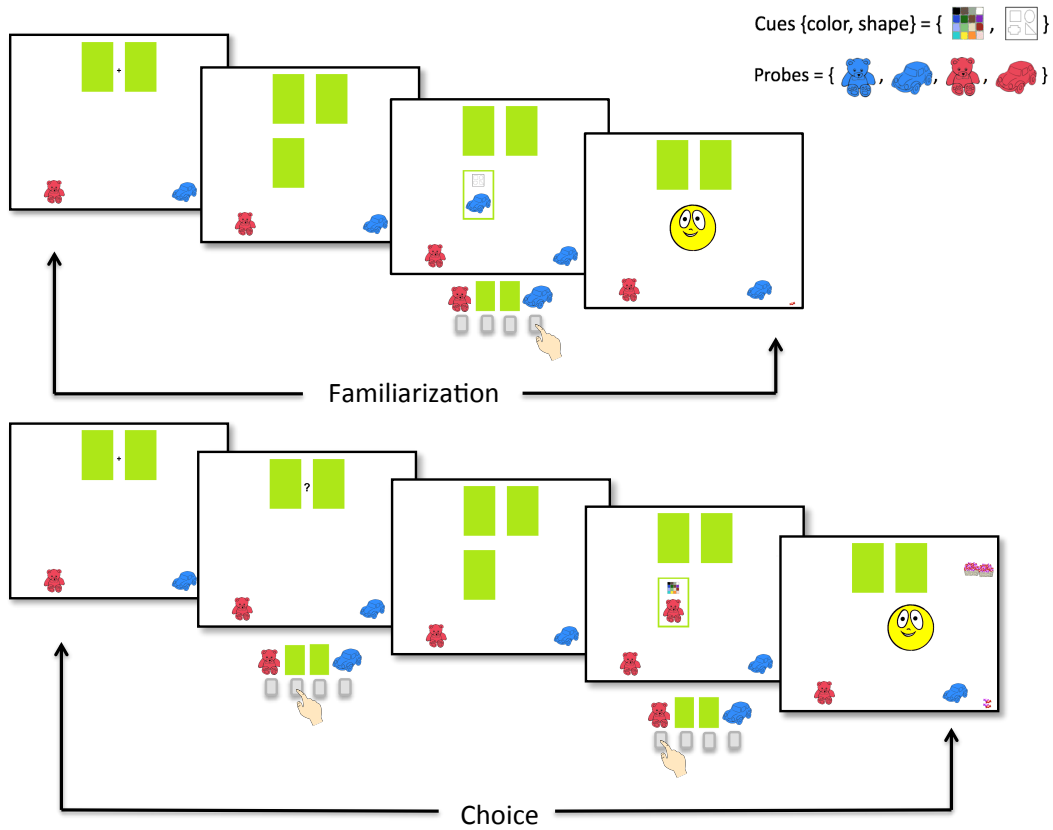 Cues {color, shape} = { , }
Probes = { , , , }
+
Familiarization
+
?
Choice